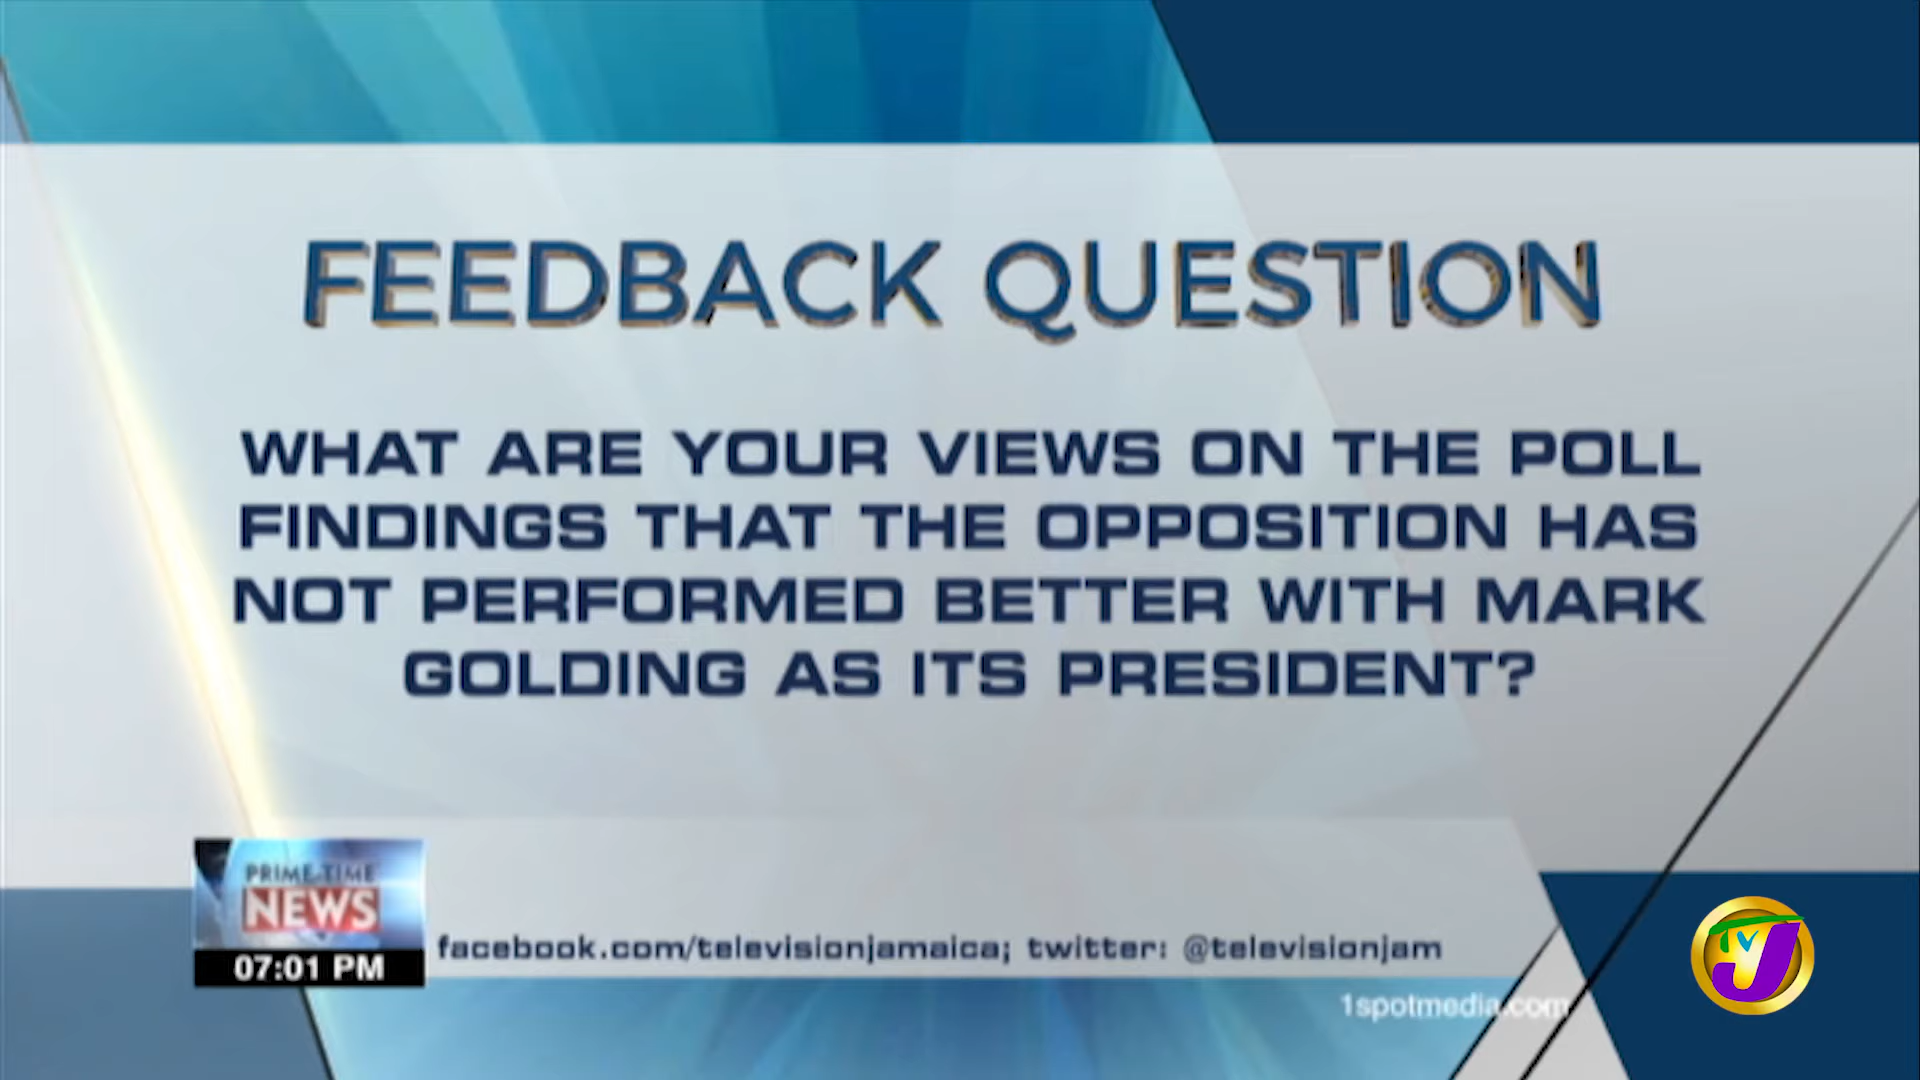 FEEDBACK QUESTION
WHAT ARE YOUR VIEWS ON THE POLL
FINDINGS THAT THE OPPOSITION HAS
NOT PERFORMED BETTER WITH MARK
GOLDING AS ITS PRESIDENT?
PRIME TIME
NEWS
07:01 PM
facebook.com/televisionjamaica; twitter: @televisionjam
1spotmedia.com
TVJ